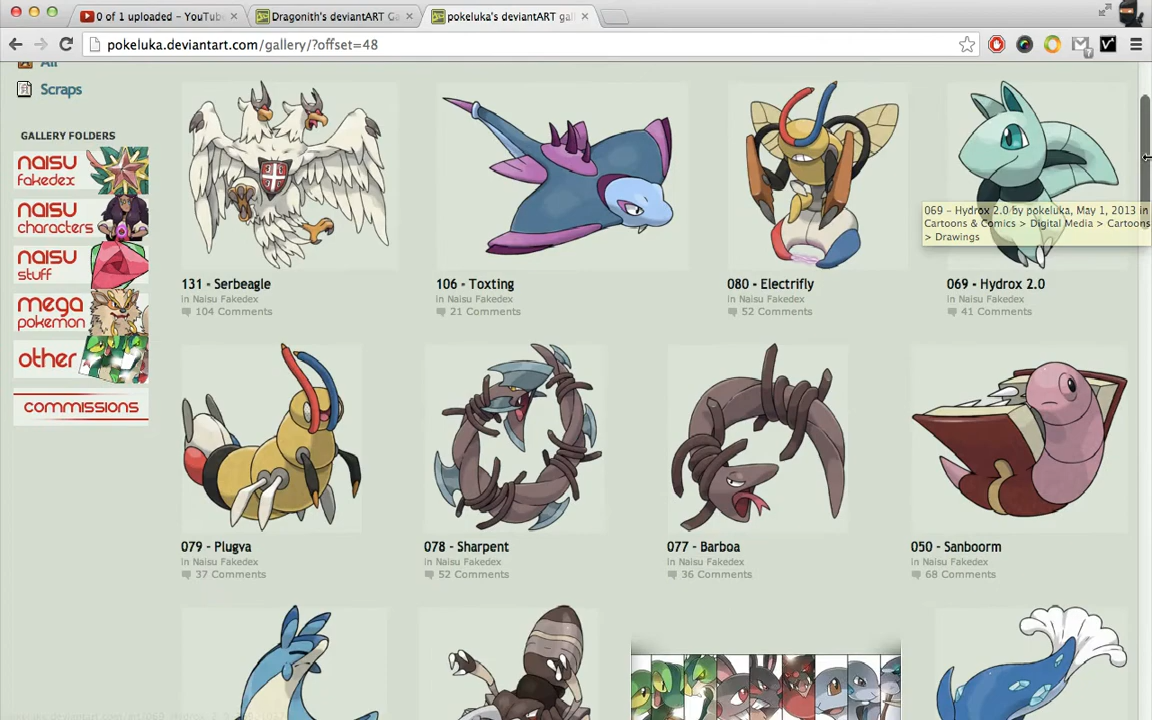 0 of 1 uploaded - YouTub
Dragonith's deviantART Ga
pokeluka's deviantART gall
pokeluka.deviantart.com/gallery/?offset=48
All
Scraps
GALLERY FOLDERS
naisu
fakedex
naisu
characters
naisu
stuff
mega
pokemon
other
commissions
131 - Serbeagle
in Naisu Fakedex
104 Comments
106 - Toxting
in Naisu Fakedex
21 Comments
080 - Electrifly
in Naisu Fakedex
52 Comments
069 - Hydrox 2.0
in Naisu Fakedex
41 Comments
069 - Hydrox 2.0 by pokeluka, May 1, 2013 in
Cartoons & Comics > Digital Media > Cartoons
> Drawings
079 - Plugva
in Naisu Fakedex
37 Comments
078 - Sharpent
in Naisu Fakedex
52 Comments
077 - Barboa
in Naisu Fakedex
36 Comments
050 - Sanboorm
in Naisu Fakedex
68 Comments